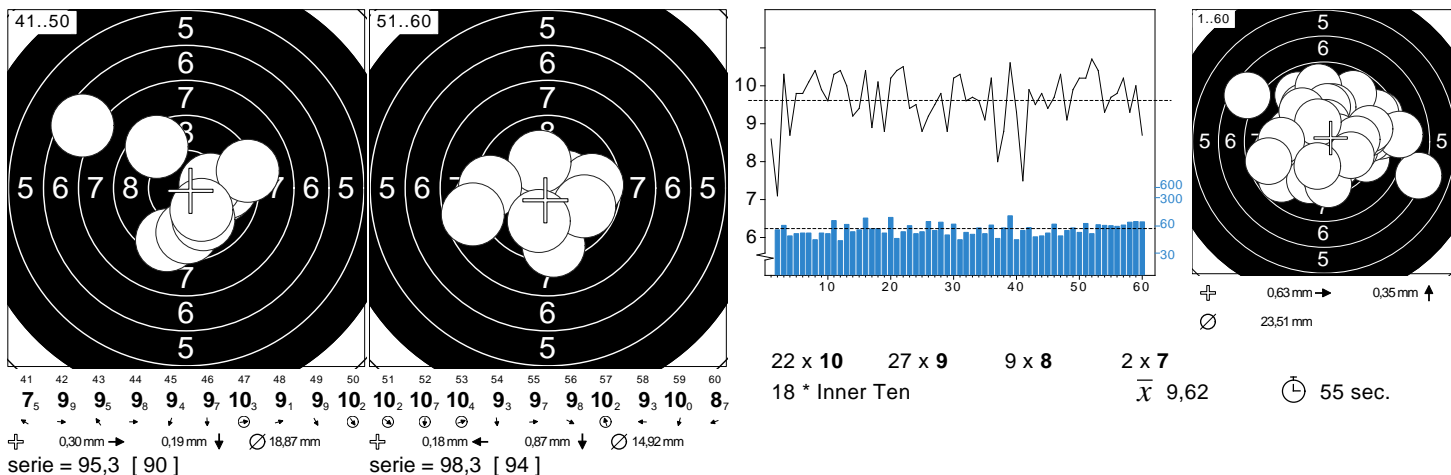 41..50
5
6
7
3
5 6 7 8 7 6 5
7
6
5
41 42 43 44 45 46 47 48 49 50
7₅ 9₉ 9₅ 9₈ 9₄ 9₇ 10₃ 9₁ 9₉ 10₂
0,30 mm 0,19 mm 18,87 mm
serie = 95,3 [ 90 ]
51..60
5
6
7
8
5 6 7 6 5
7
6
5
51 52 53 54 55 56 57 58 59 60
10₂ 10₇ 10₄ 9₃ 9₇ 9₈ 10₂ 9₃ 10₀ 8₇
0,18 mm 0,87 mm 14,92 mm
serie = 98,3 [ 94 ]
10
9
8
7
6
600
300
60
30
10 20 30 40 50 60
1..60
5
6
5 6 5
6
5
0,63 mm 0,35 mm
23,51 mm
22 x 10 27 x 9 9 x 8 2 x 7
18 * Inner Ten x̅ 9,62 55 sec.